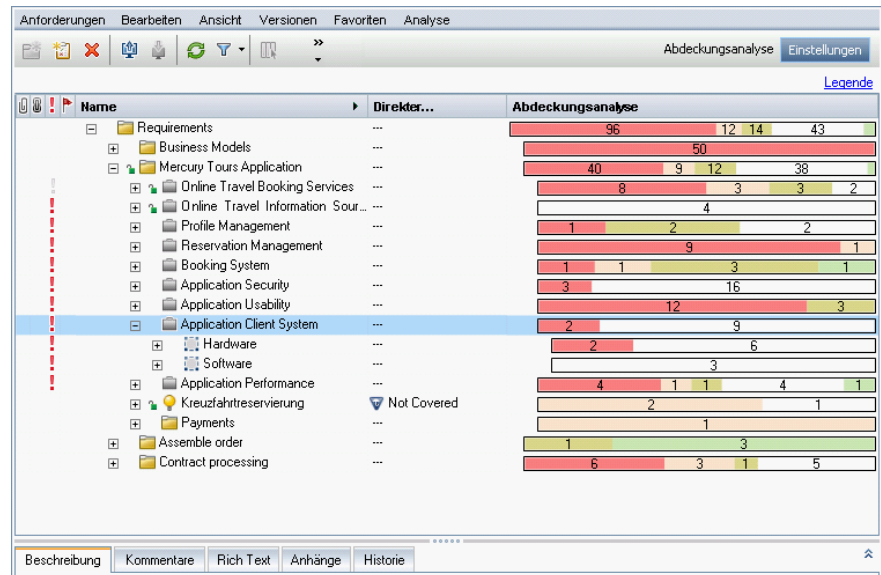 Anforderungen Bearbeiten Ansicht Versionen Favoriten Analyse
» Abdeckungsanalyse Einstellungen
Legende
! Name Direkter... Abdeckungsanalyse
Requirements --- 96 12 14 43
Business Models --- 50
Mercury Tours Application --- 40 9 12 38
Online Travel Booking Services --- 8 3 3 2
! Online Travel Information Sour... --- 4
! Profile Management --- 1 2 2
! Reservation Management --- 9 1
! Booking System --- 1 1 3 1
! Application Security --- 3 16
! Application Usability --- 12 3
! Application Client System --- 2 9
! Hardware --- 2 6
! Software --- 3
! Application Performance --- 4 1 1 4 1
Kreuzfahrtreservierung Not Covered 2 1
Payments --- 1
Assemble order --- 1 3
Contract processing --- 6 3 1 5
Beschreibung Kommentare Rich Text Anhänge Historie